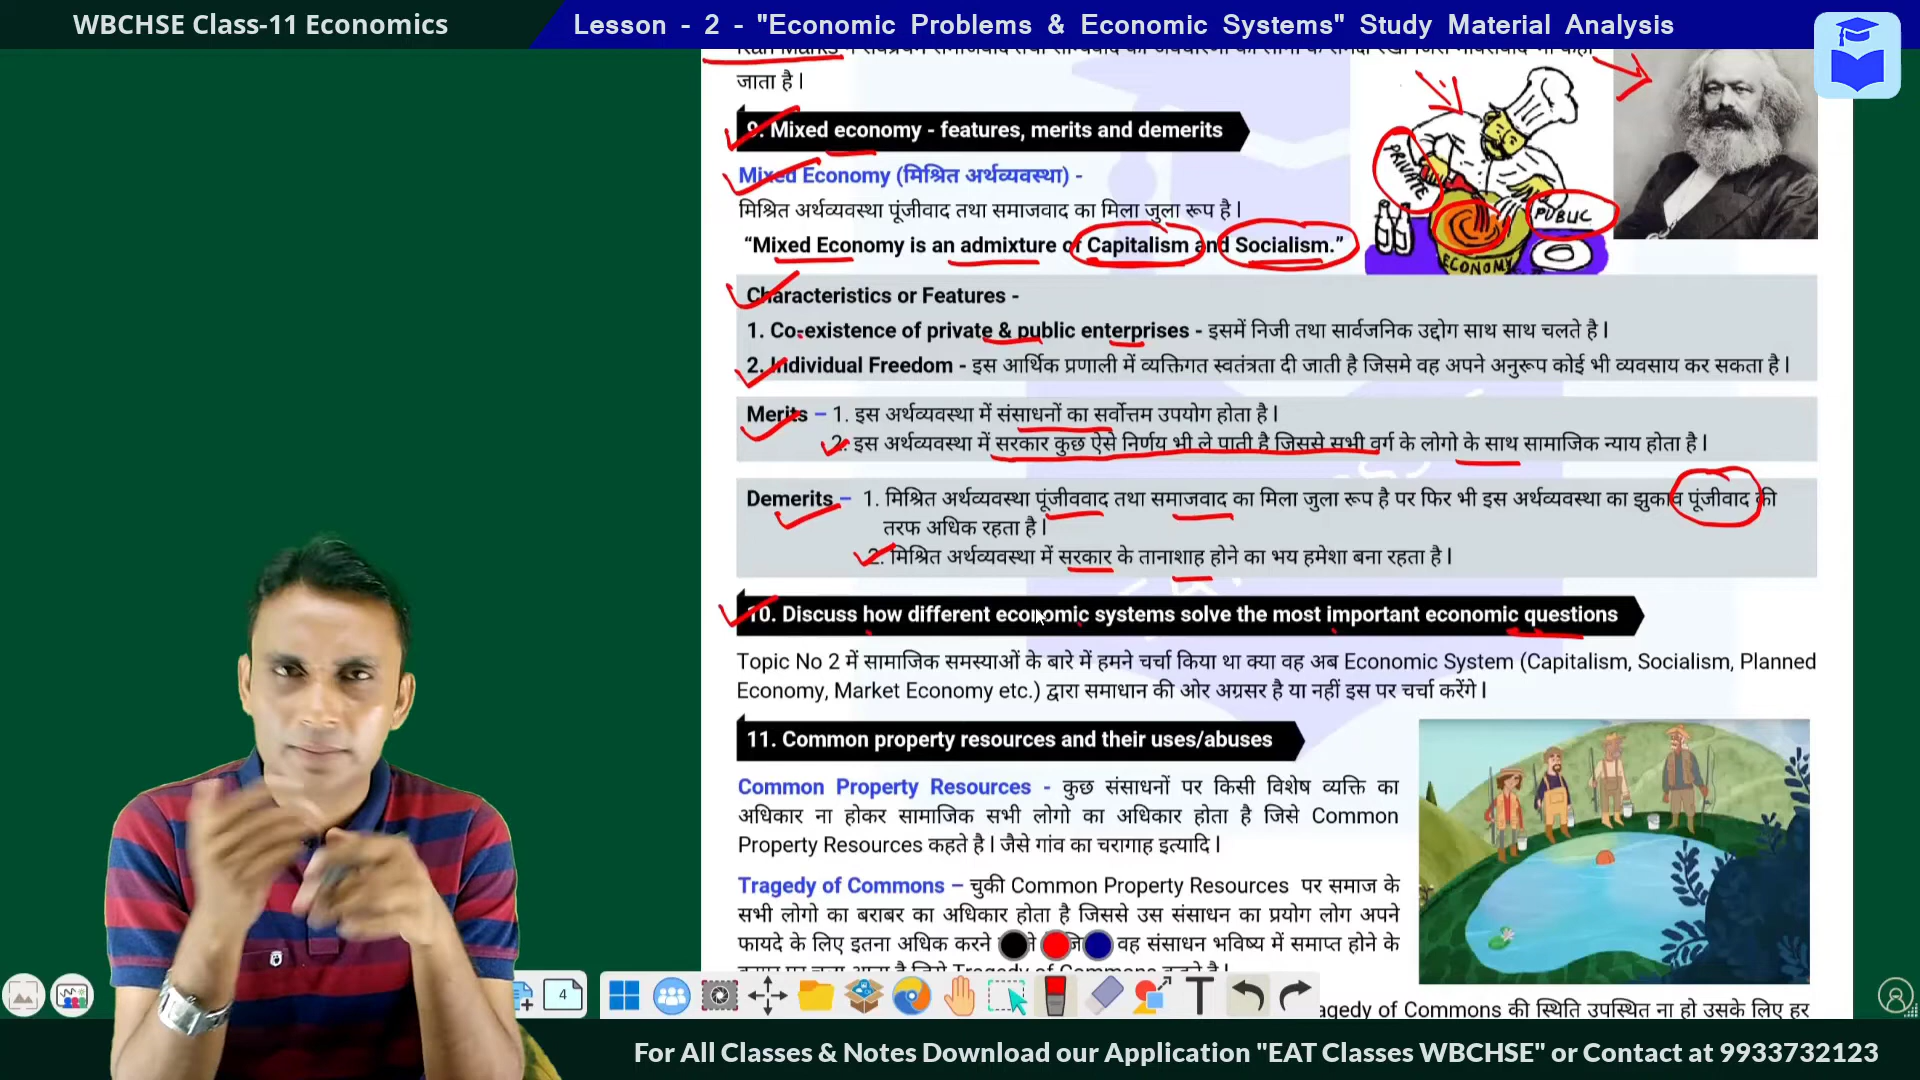 WBCHSE Class-11 Economics
Lesson - 2 - "Economic Problems & Economic Systems" Study Material Analysis
जाता है।
9. Mixed economy - features, merits and demerits
Mixed Economy (मिश्रित अर्थव्यवस्था) -
मिश्रित अर्थव्यवस्था पूंजीवाद तथा समाजवाद का मिला जुला रूप है।
“Mixed Economy is an admixture of Capitalism and Socialism.”
PRIVATE
PUBLIC
ECONOMY
Characteristics or Features -
1. Co-existence of private & public enterprises - इसमें निजी तथा सार्वजनिक उद्दोग साथ साथ चलते है।
2. Individual Freedom - इस आर्थिक प्रणाली में व्यक्तिगत स्वतंत्रता दी जाती है जिसमे वह अपने अनुरूप कोई भी व्यवसाय कर सकता है।
Merits – 1. इस अर्थव्यवस्था में संसाधनों का सर्वोत्तम उपयोग होता है।
2. इस अर्थव्यवस्था में सरकार कुछ ऐसे निर्णय भी ले पाती है जिससे सभी वर्ग के लोगो के साथ सामाजिक न्याय होता है।
Demerits – 1. मिश्रित अर्थव्यवस्था पूंजीववाद तथा समाजवाद का मिला जुला रूप है पर फिर भी इस अर्थव्यवस्था का झुकाव पूंजीवाद की
तरफ अधिक रहता है।
2. मिश्रित अर्थव्यवस्था में सरकार के तानाशाह होने का भय हमेशा बना रहता है।
10. Discuss how different economic systems solve the most important economic questions
Topic No 2 में सामाजिक समस्याओं के बारे में हमने चर्चा किया था क्या वह अब Economic System (Capitalism, Socialism, Planned
Economy, Market Economy etc.) द्वारा समाधान की ओर अग्रसर है या नहीं इस पर चर्चा करेंगे।
11. Common property resources and their uses/abuses
Common Property Resources - कुछ संसाधनों पर किसी विशेष व्यक्ति का
अधिकार ना होकर सामाजिक सभी लोगो का अधिकार होता है जिसे Common
Property Resources कहते है। जैसे गांव का चरागाह इत्यादि।
Tragedy of Commons – चुकी Common Property Resources पर समाज के
सभी लोगो का बराबर का अधिकार होता है जिससे उस संसाधन का प्रयोग लोग अपने
फायदे के लिए इतना अधिक करने वह संसाधन भविष्य में समाप्त होने के
Tragedy of Commons
agedy of Commons की स्थिति उपस्थित ना हो उसके लिए हर
4
For All Classes & Notes Download our Application "EAT Classes WBCHSE" or Contact at 9933732123